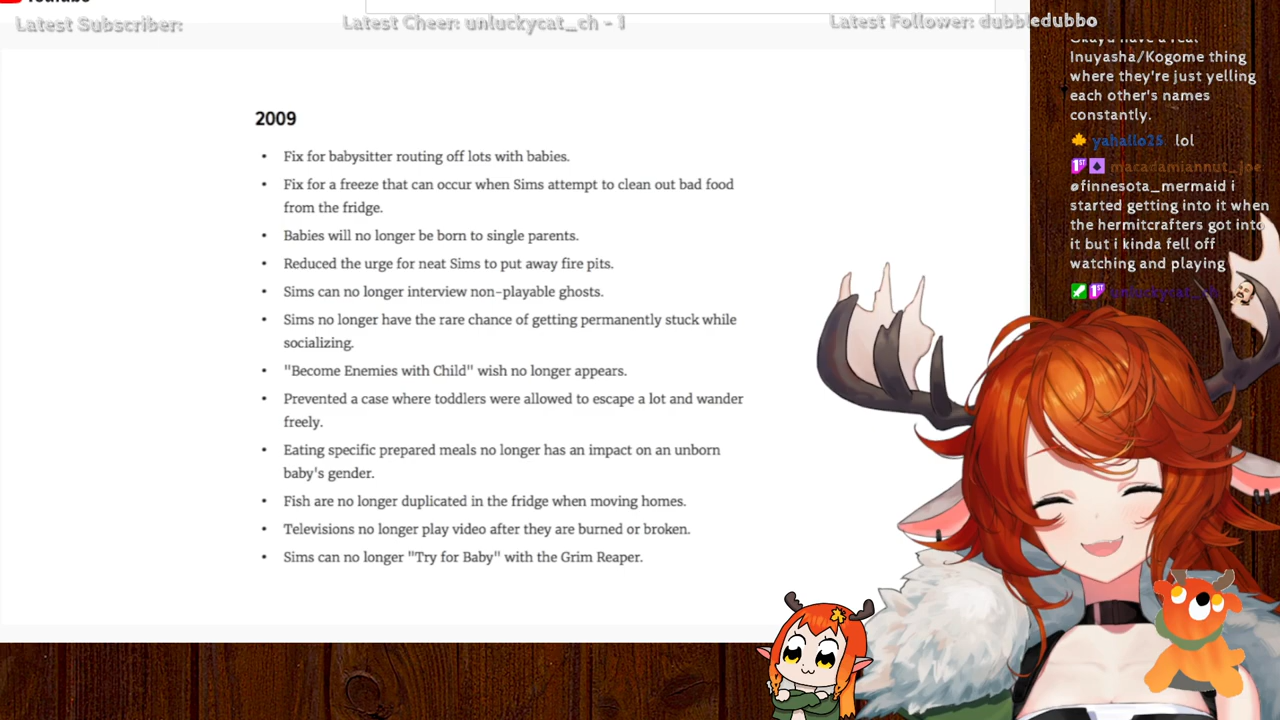 Latest Subscriber:
Latest Cheer: unluckycat_ch - 1
Latest Follower: dubbledubbo
2009
• Fix for babysitter routing off lots with babies.
• Fix for a freeze that can occur when Sims attempt to clean out bad food
from the fridge.
• Babies will no longer be born to single parents.
• Reduced the urge for neat Sims to put away fire pits.
• Sims can no longer interview non-playable ghosts.
• Sims no longer have the rare chance of getting permanently stuck while
socializing.
• "Become Enemies with Child" wish no longer appears.
• Prevented a case where toddlers were allowed to escape a lot and wander
freely.
• Eating specific prepared meals no longer has an impact on an unborn
baby's gender.
• Fish are no longer duplicated in the fridge when moving homes.
• Televisions no longer play video after they are burned or broken.
• Sims can no longer "Try for Baby" with the Grim Reaper.
Okayu have a real
Inuyasha/Kogome thing
where they're just yelling
each other's names
constantly.
yahallo25 lol
1ST macadamiannut_joe
@finnesota_mermaid i
started getting into it when
the hermitcrafters got into
it but i kinda fell off
watching and playing
1ST unluckycat_ch